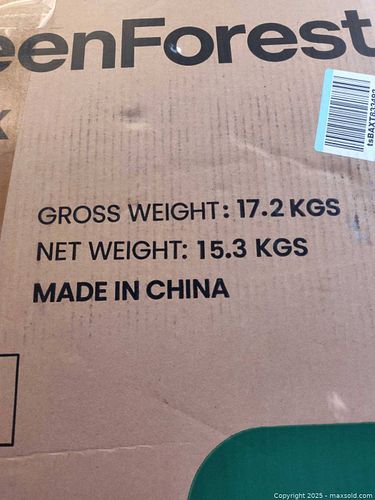 eenForest
GROSS WEIGHT: 17.2 KGS
NET WEIGHT: 15.3 KGS
MADE IN CHINA
Copyright 2025 - maxsold.com